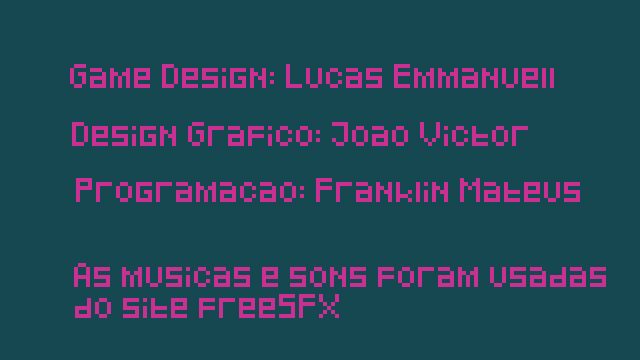 Game Design: Lucas Emmanuell
Design Grafico: Joao Victor
Programacao: Franklin Mateus
As musicas e sons foram usadas
do site freeSFX